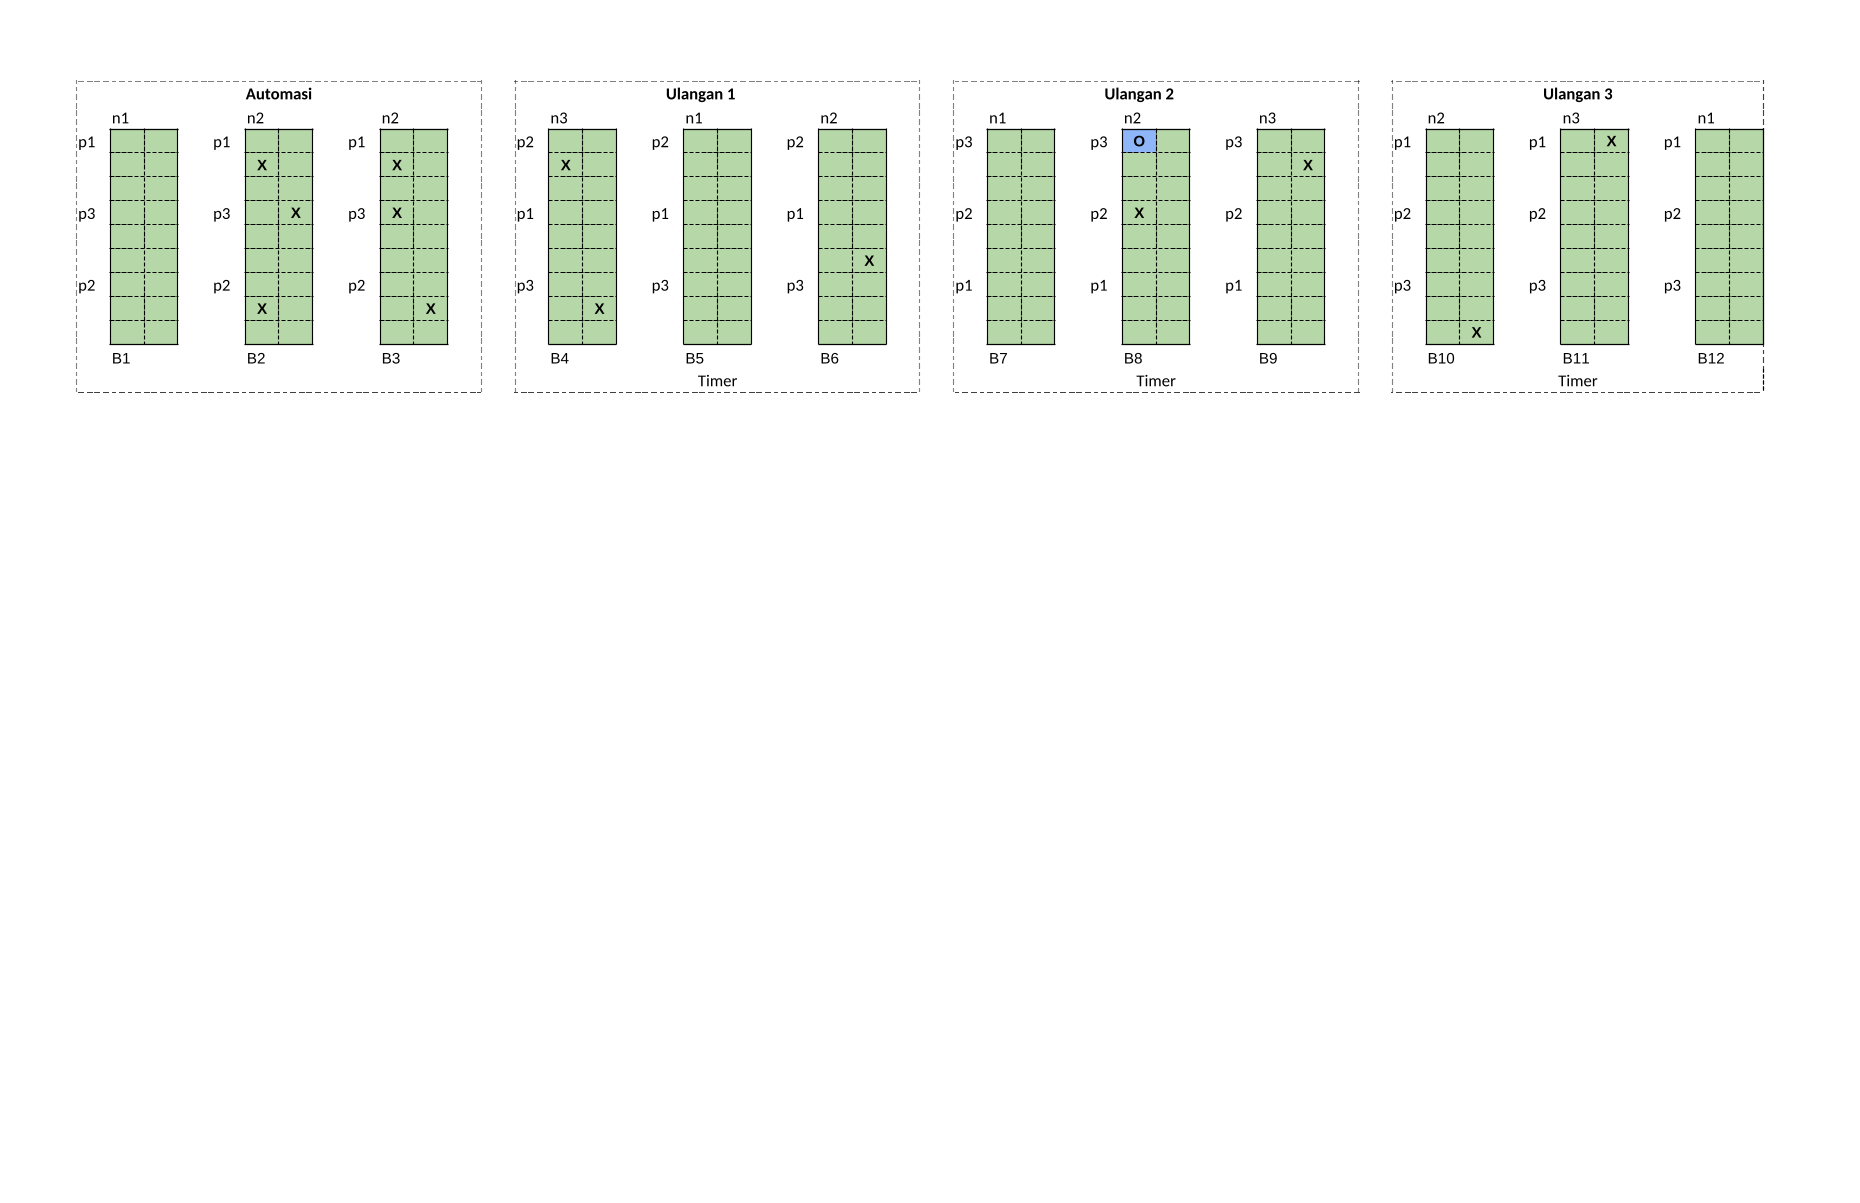 Automasi Ulangan 1 Ulangan 2 Ulangan 3
n1 n2 n2 n3 n1 n2 n1 n2 n3 n2 n3 n1
p1 p1 p1 p2 p2 p2 p3 p3 O p3 p1 p1 X p1
X X X X
p3 p3 X p3 X p1 p1 p1 p2 p2 X p2 p2 p2 p2
X
p2 p2 p2 p3 p3 p3 p1 p1 p1 p3 p3 p3
X X X
X
B1 B2 B3 B4 B5 B6 B7 B8 B9 B10 B11 B12
Timer Timer Timer